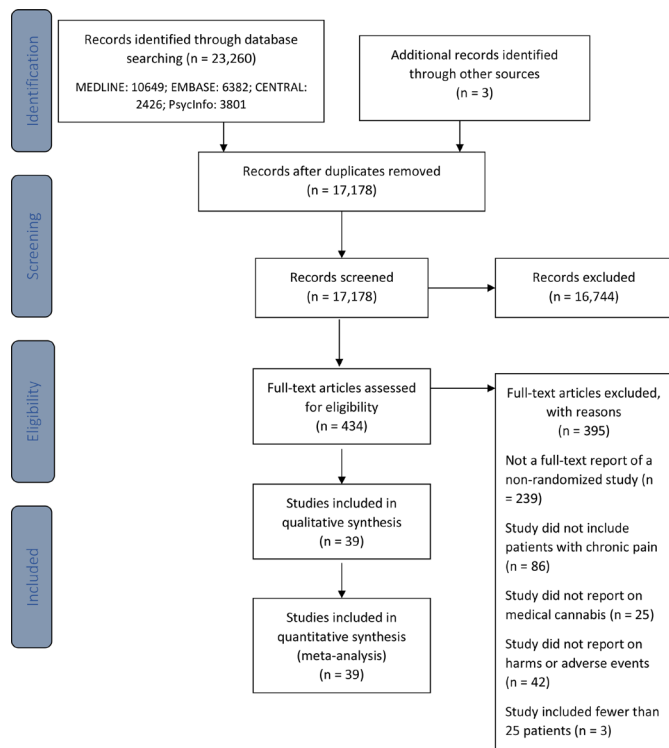 Identification
Records identified through database
searching (n = 23,260)
MEDLINE: 10649; EMBASE: 6382; CENTRAL:
2426; PsycInfo: 3801
Additional records identified
through other sources
(n = 3)
Records after duplicates removed
(n = 17,178)
Screening
Records screened
(n = 17,178)
Records excluded
(n = 16,744)
Eligibility
Full-text articles assessed
for eligibility
(n = 434)
Full-text articles excluded,
with reasons
(n = 395)
Not a full-text report of a
non-randomized study (n
= 239)
Study did not include
patients with chronic pain
(n = 86)
Study did not report on
medical cannabis (n = 25)
Study did not report on
harms or adverse events
(n = 42)
Study included fewer than
25 patients (n = 3)
Included
Studies included in
qualitative synthesis
(n = 39)
Studies included in
quantitative synthesis
(meta-analysis)
(n = 39)